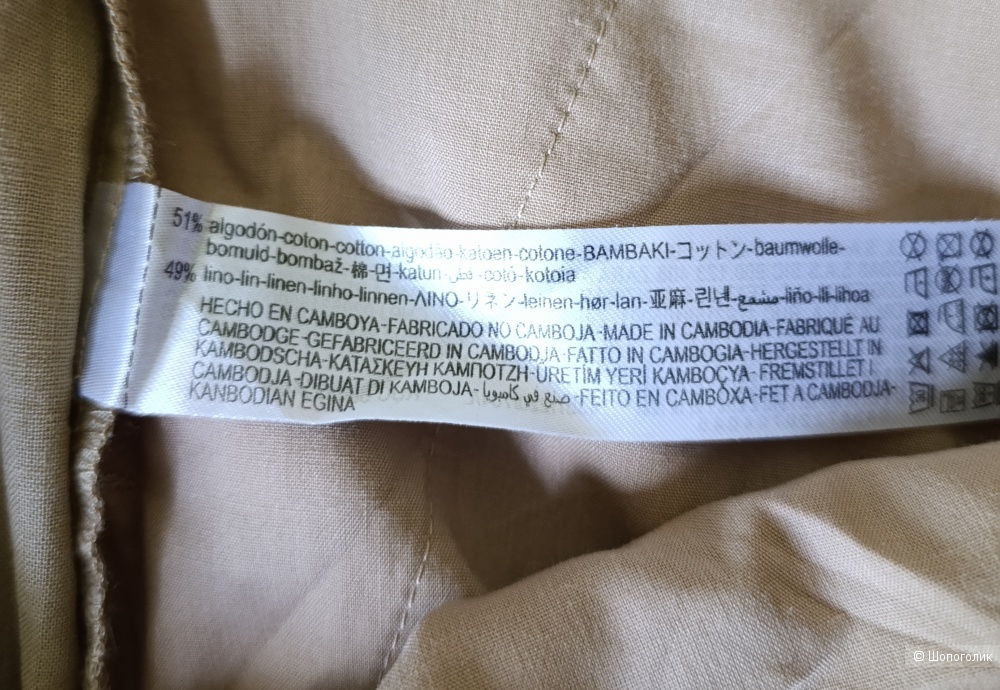 51% algodón-coton-cotton-algodão-katoen-cotone-BAMBAKI-コットン-baumwolle-
bomuld-bombaž-棉-면-katun-قطن-cotó-kotoia
49% lino-lin-linen-linho-linnen-ΛΙΝΟ-リネン-leinen-hør-lan-亚麻-린넨-مشمع-liño-lli-lihoa
HECHO EN CAMBOYA-FABRICADO NO CAMBOJA-MADE IN CAMBODIA-FABRIQUÉ AU
CAMBODGE-GEFABRICEERD IN CAMBODJA-FATTO IN CAMBOGIA-HERGESTELLT IN
KAMBODSCHA-ΚΑΤΑΣΚΕΥΗ ΚΑΜΠΟΤΖΗ-ÜRETİM YERİ KAMBOÇYA-FREMSTILLET I
CAMBODJA-DIBUAT DI KAMBOJA-صنع في كامبوديا-FEITO EN CAMBOXA-FET A CAMBODJA-
KANBODIAN EGINA
© Шопоголик